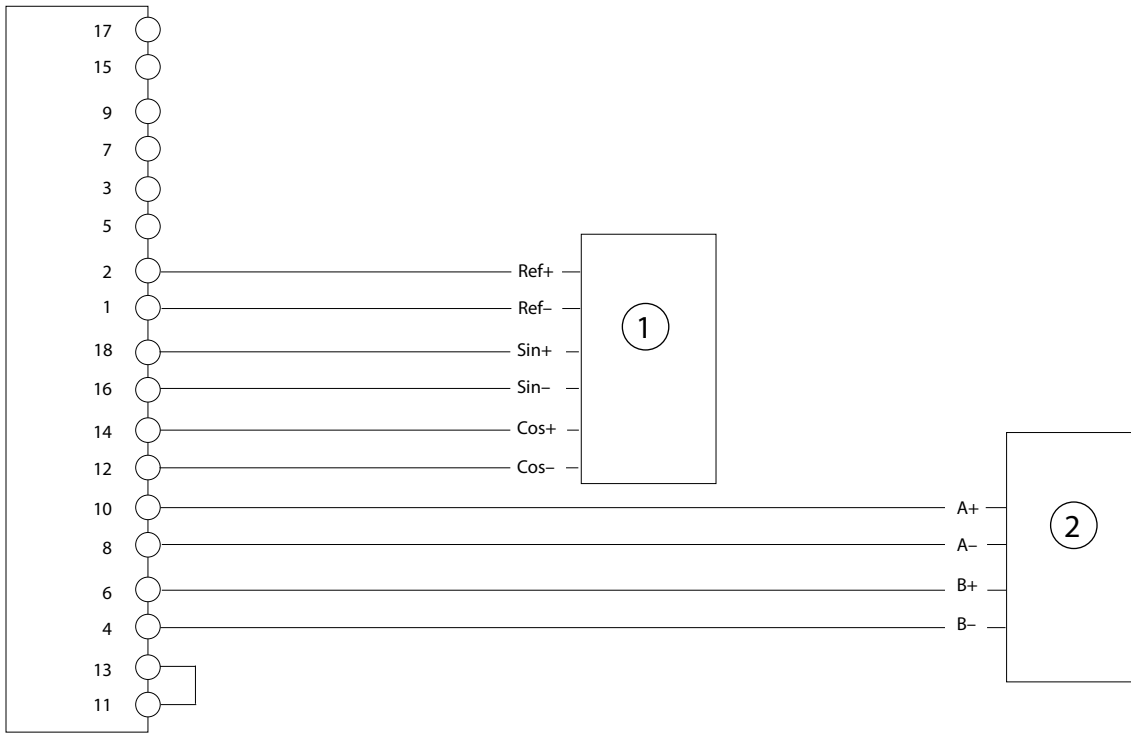 17
15
9
7
3
5
2 Ref+
1 Ref–
1
18 Sin+
16 Sin–
14 Cos+
12 Cos–
10 A+
2
8 A–
6 B+
4 B–
13
11